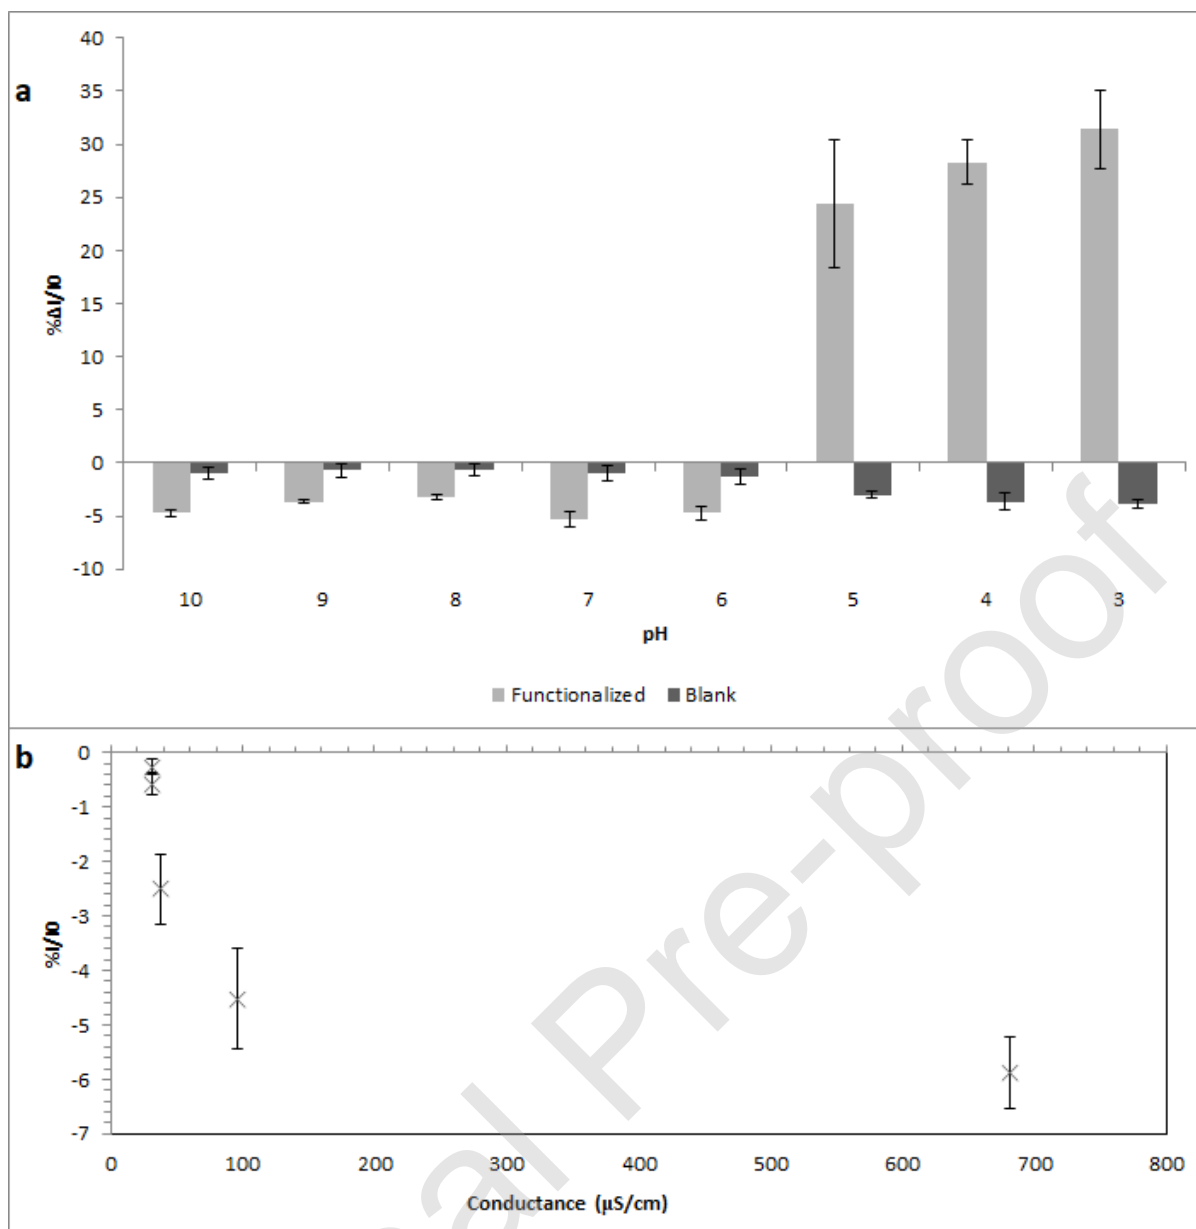 a
40
35
30
25
20
15
10
5
0
-5
-10
%ΔI/I0
10 9 8 7 6 5 4 3
pH
Functionalized Blank
b
0
-1
-2
-3
-4
-5
-6
-7
%I/I0
0 100 200 300 400 500 600 700 800
Conductance (µS/cm)
al Pre-proof